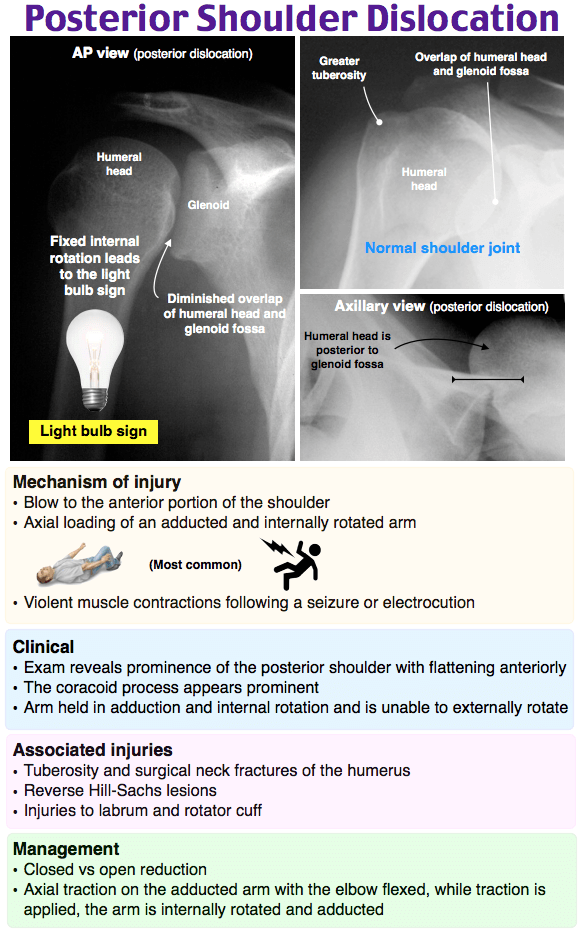 Posterior Shoulder Dislocation
AP view (posterior dislocation)
Humeral
head
Glenoid
Fixed internal
rotation leads
to the light
bulb sign
Diminished overlap
of humeral head and
glenoid fossa
Light bulb sign
Greater
tuberosity
Overlap of humeral head
and glenoid fossa
Humeral
head
Normal shoulder joint
Axillary view (posterior dislocation)
Humeral head is
posterior to
glenoid fossa
Mechanism of injury
• Blow to the anterior portion of the shoulder
• Axial loading of an adducted and internally rotated arm
(Most common)
• Violent muscle contractions following a seizure or electrocution
Clinical
• Exam reveals prominence of the posterior shoulder with flattening anteriorly
• The coracoid process appears prominent
• Arm held in adduction and internal rotation and is unable to externally rotate
Associated injuries
• Tuberosity and surgical neck fractures of the humerus
• Reverse Hill-Sachs lesions
• Injuries to labrum and rotator cuff
Management
• Closed vs open reduction
• Axial traction on the adducted arm with the elbow flexed, while traction is
applied, the arm is internally rotated and adducted